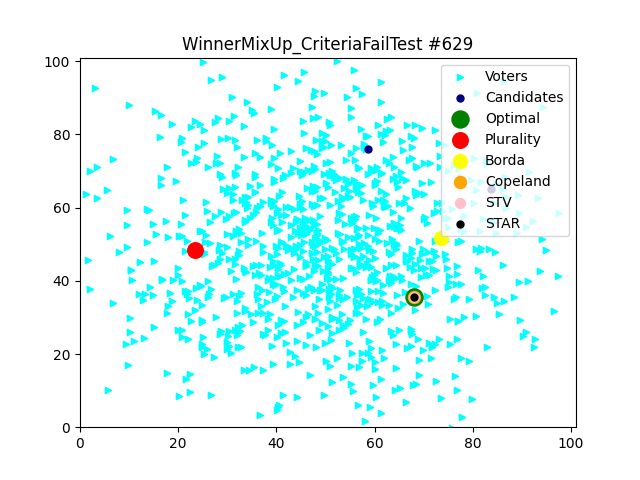 WinnerMixUp_CriteriaFailTest #629
100
80
60
40
20
0
0
20
40
60
80
100
Voters
Candidates
Optimal
Plurality
Borda
Copeland
STV
STAR